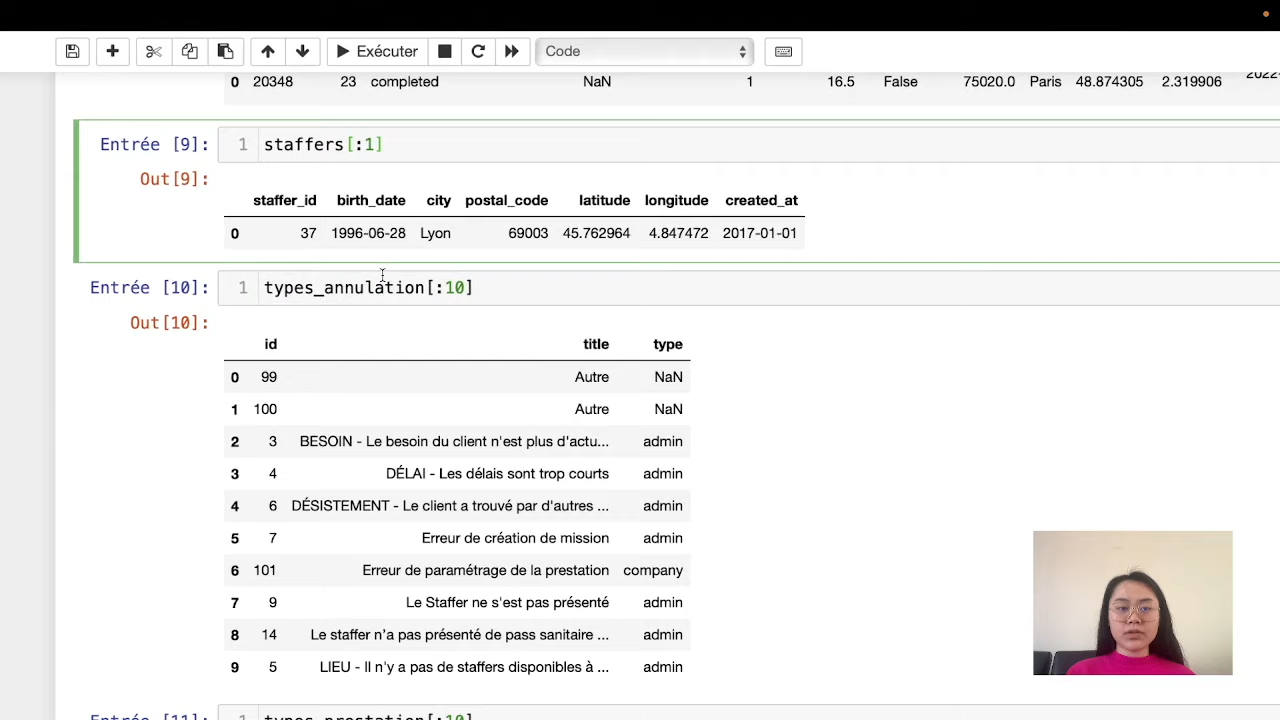 Exécuter Code
0 20348 23 completed NaN 1 16.5 False 75020.0 Paris 48.874305 2.319906
Entrée [9]: 1 staffers[:1]
Out[9]:
staffer_id birth_date city postal_code latitude longitude created_at
0 37 1996-06-28 Lyon 69003 45.762964 4.847472 2017-01-01
Entrée [10]: 1 types_annulation[:10]
Out[10]:
id title type
0 99 Autre NaN
1 100 Autre NaN
2 3 BESOIN - Le besoin du client n'est plus d'actu... admin
3 4 DÉLAI - Les délais sont trop courts admin
4 6 DÉSISTEMENT - Le client a trouvé par d'autres ... admin
5 7 Erreur de création de mission admin
6 101 Erreur de paramétrage de la prestation company
7 9 Le Staffer ne s'est pas présenté admin
8 14 Le staffer n'a pas présenté de pass sanitaire ... admin
9 5 LIEU - Il n'y a pas de staffers disponibles à ... admin
Entrée [11]: 1 types_prestation[:10]